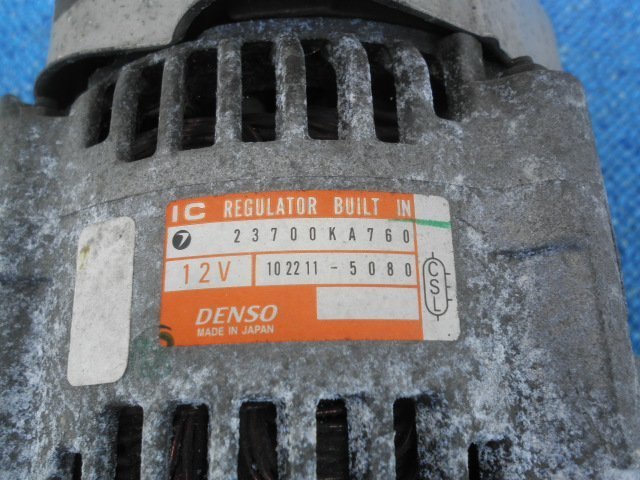 IC REGULATOR BUILT IN
7 23700KA760
12V 102211-5080
CSL
DENSO
MADE IN JAPAN